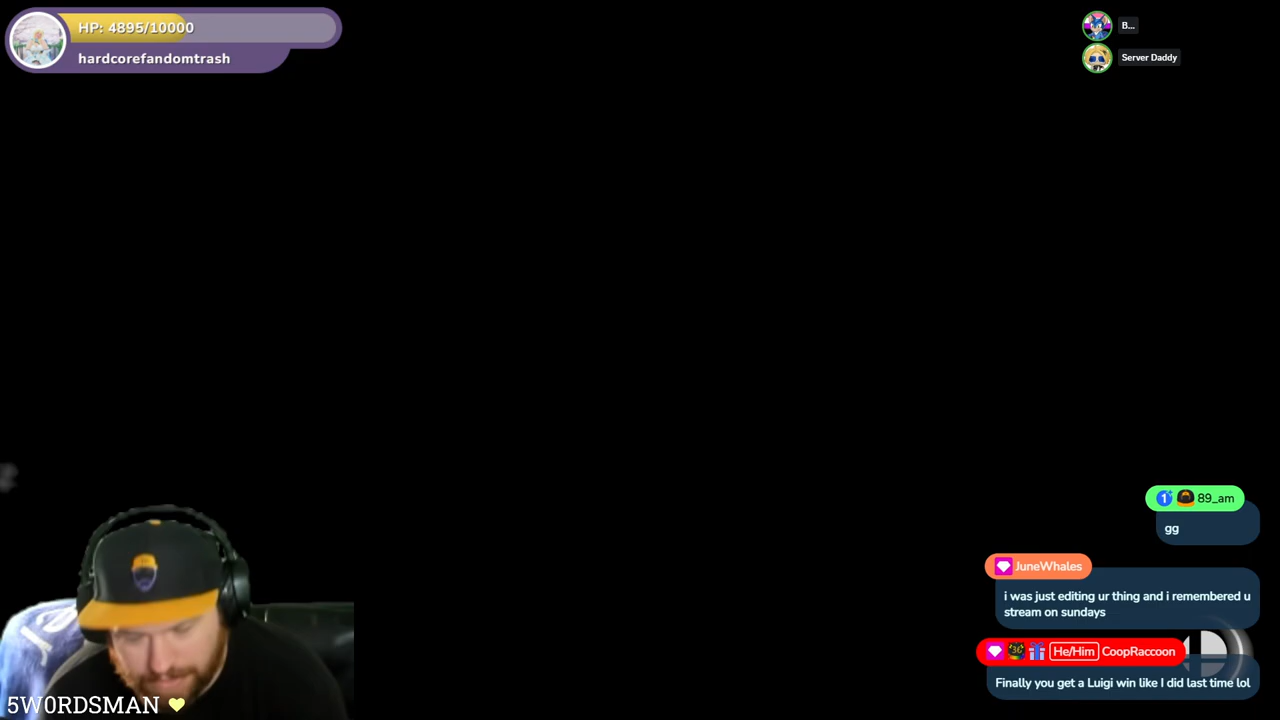 HP: 4895/10000
hardcorefandomtrash
B...
Server Daddy
89_am
gg
JuneWhales
i was just editing ur thing and i remembered u
stream on sundays
He/Him CoopRaccoon
Finally you get a Luigi win like I did last time lol
5W0RDSMAN